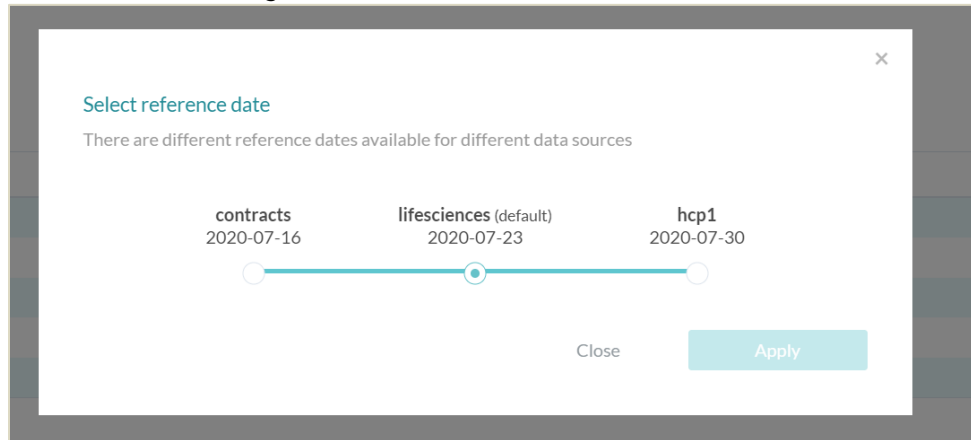 ×
Select reference date
There are different reference dates available for different data sources
contracts lifesciences (default) hcp1
2020-07-16 2020-07-23 2020-07-30
Close Apply